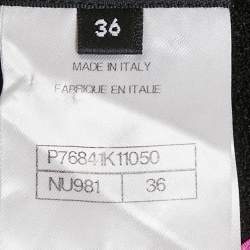 36
MADE IN ITALY
FABRIQUE EN ITALIE
P76841K11050
NU981 36